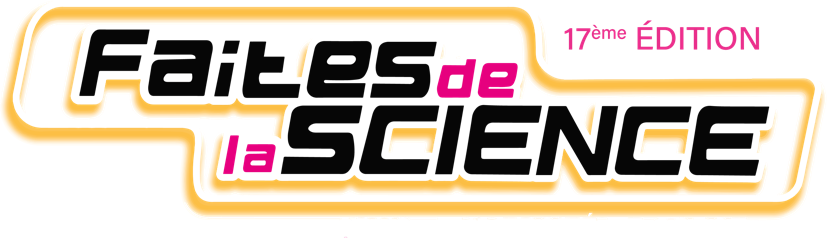 17ème ÉDITION
Faites de
la SCIENCE